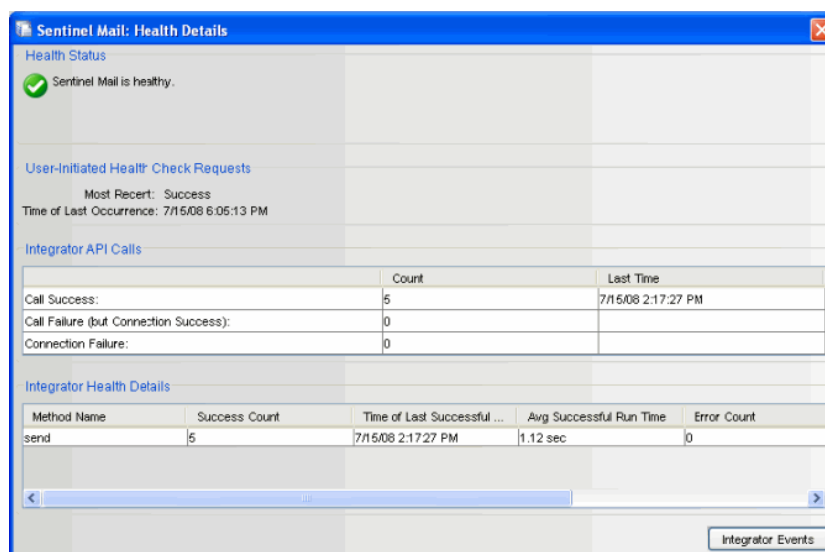 Sentinel Mail: Health Details
Health Status
Sentinel Mail is healthy.
User-Initiated Health Check Requests
Most Recent: Success
Time of Last Occurrence: 7/15/08 6:05:13 PM
Integrator API Calls
Count Last Time
Call Success: 5 7/15/08 2:17:27 PM
Call Failure (but Connection Success): 0
Connection Failure: 0
Integrator Health Details
Method Name Success Count Time of Last Successful ... Avg Successful Run Time Error Count
send 5 7/15/08 2:17:27 PM 1.12 sec 0
Integrator Events